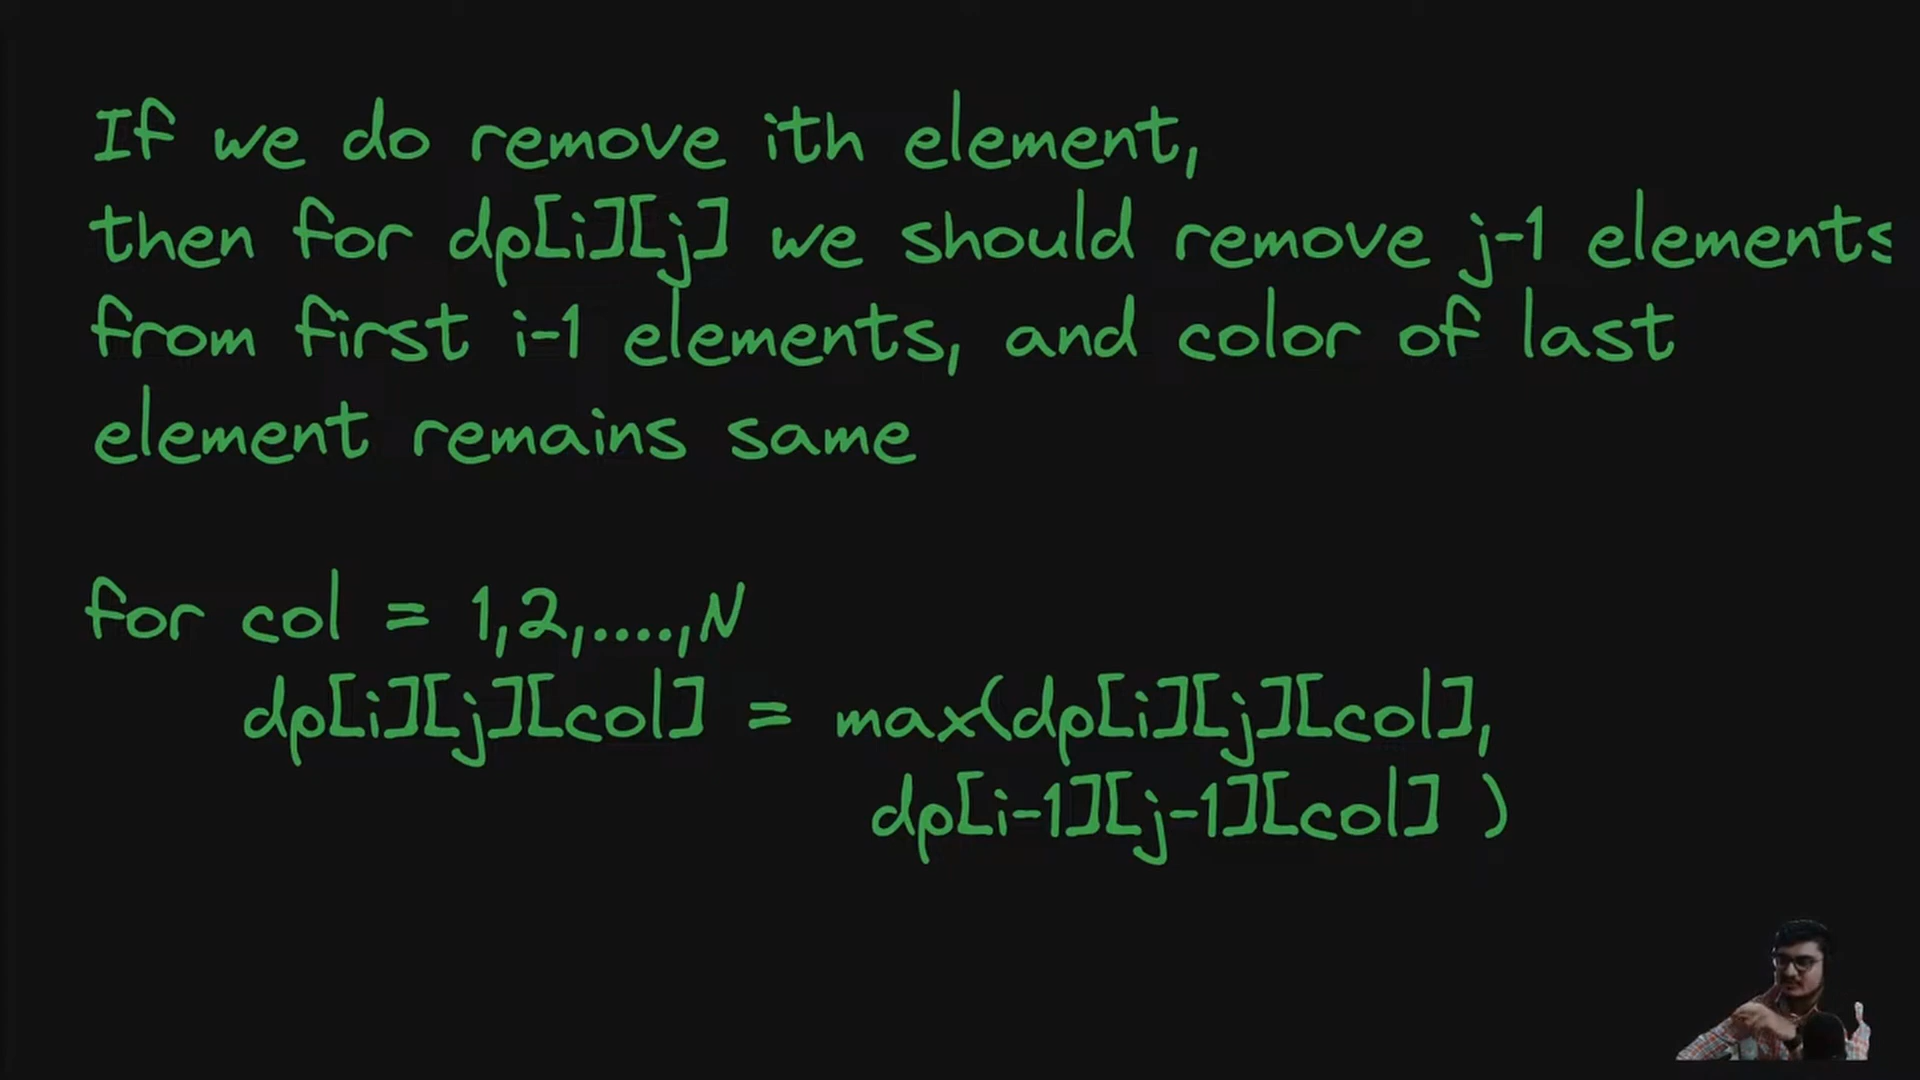 If we do remove ith element,
then for dp[i][j] we should remove j-1 elements
from first i-1 elements, and color of last
element remains same
for col = 1,2,....,N
dp[i][j][col] = max(dp[i][j][col],
dp[i-1][j-1][col] )